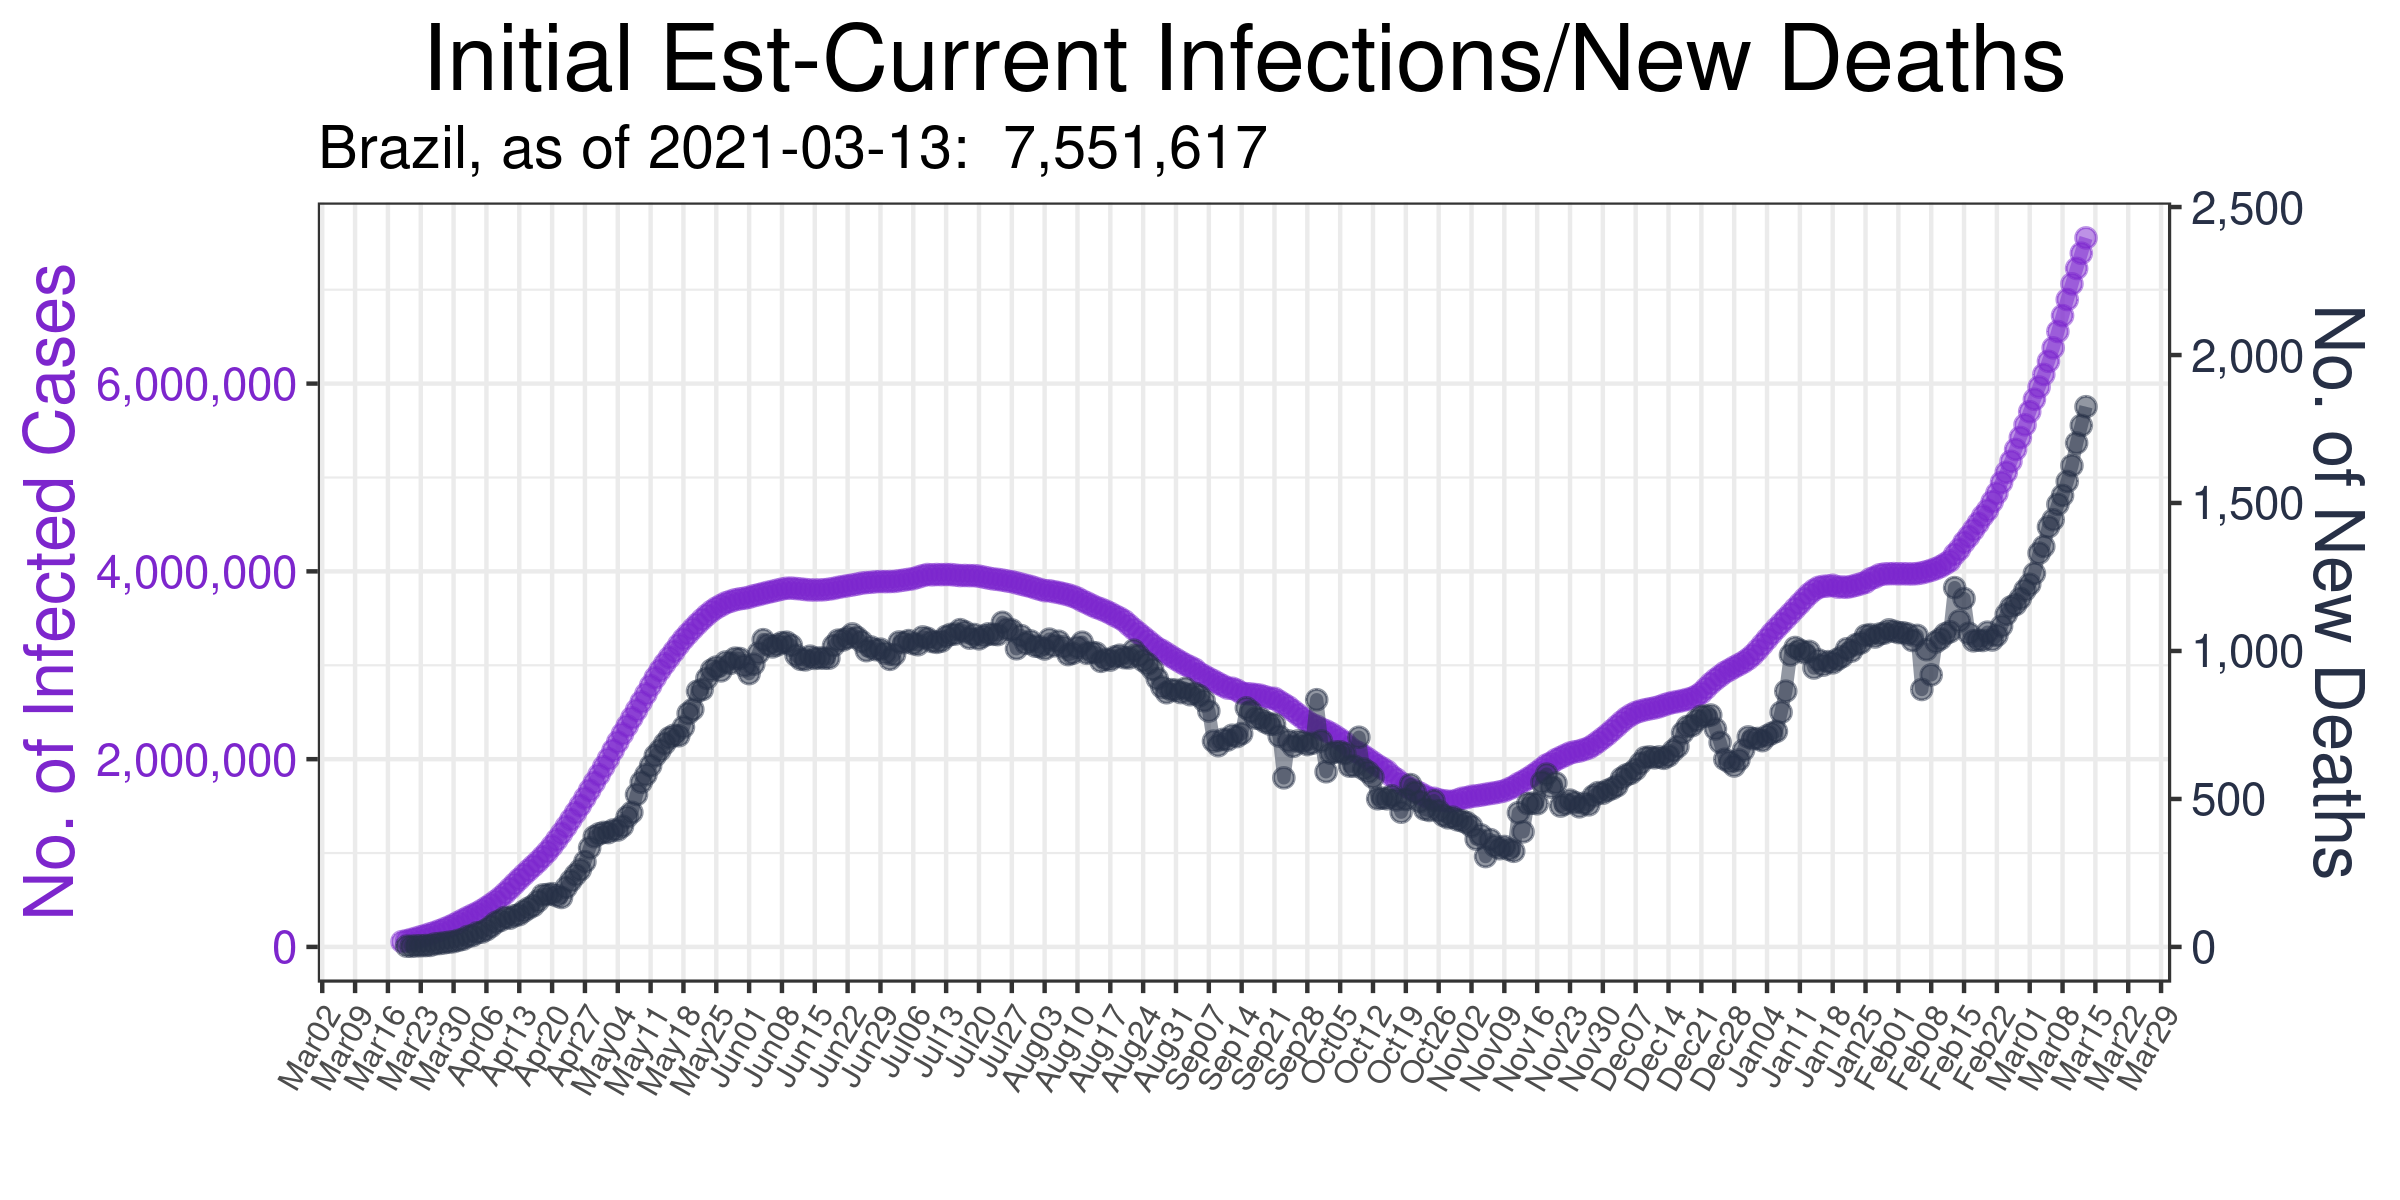 Initial Est-Current Infections/New Deaths
Brazil, as of 2021-03-13:  7,551,617
No. of Infected Cases
6,000,000
4,000,000
2,000,000
0
2,500
2,000
1,500
1,000
500
0
No. of New Deaths
Mar02
Mar09
Mar16
Mar23
Mar30
Apr06
Apr13
Apr20
Apr27
May04
May11
May18
May25
Jun01
Jun08
Jun15
Jun22
Jun29
Jul06
Jul13
Jul20
Jul27
Aug03
Aug10
Aug17
Aug24
Aug31
Sep07
Sep14
Sep21
Sep28
Oct05
Oct12
Oct19
Oct26
Nov02
Nov09
Nov16
Nov23
Nov30
Dec07
Dec14
Dec21
Dec28
Jan04
Jan11
Jan18
Jan25
Feb01
Feb08
Feb15
Feb22
Mar01
Mar08
Mar15
Mar22
Mar29